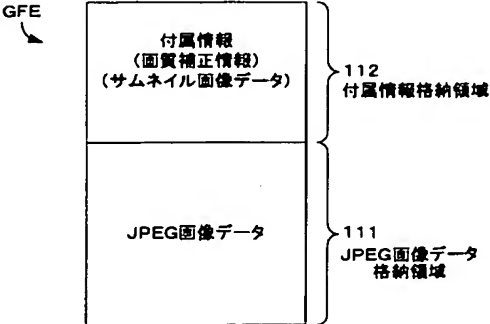 GFE
付属情報
(画質補正情報)
(サムネイル画像データ)
112
付属情報格納領域
JPEG画像データ
111
JPEG画像データ
格納領域